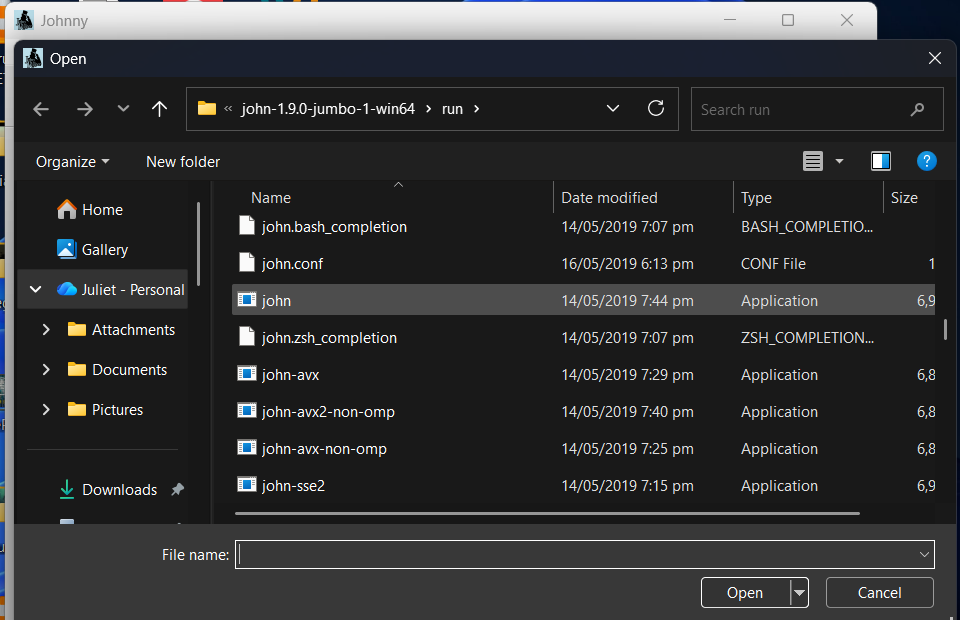 Johnny
Open
« john-1.9.0-jumbo-1-win64 › run ›
Search run
Organize New folder
?
Name Date modified Type Size
john.bash_completion 14/05/2019 7:07 pm BASH_COMPLETIO...
john.conf 16/05/2019 6:13 pm CONF File 1
john 14/05/2019 7:44 pm Application 6,9
john.zsh_completion 14/05/2019 7:07 pm ZSH_COMPLETION...
john-avx 14/05/2019 7:29 pm Application 6,8
john-avx2-non-omp 14/05/2019 7:40 pm Application 6,8
john-avx-non-omp 14/05/2019 7:25 pm Application 6,8
john-sse2 14/05/2019 7:15 pm Application 6,9
Home
Gallery
Juliet - Personal
Attachments
Documents
Pictures
Downloads
File name:
Open Cancel